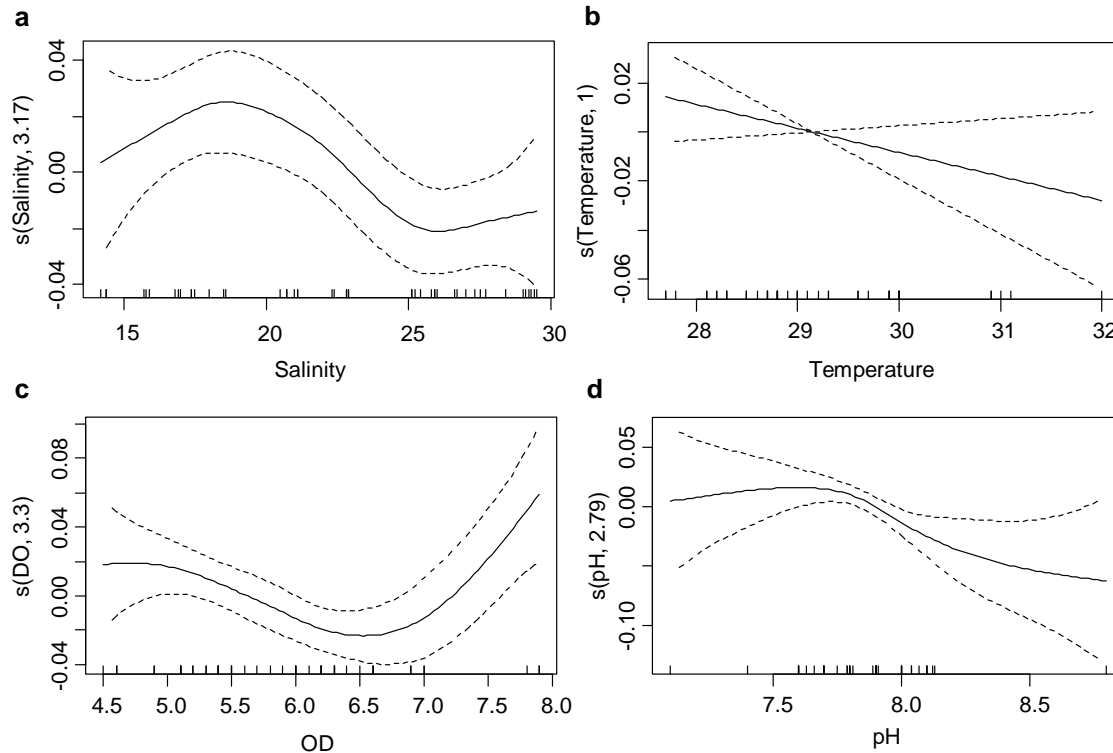 a
s(Salinity, 3.17)
0.04
0.00
-0.04
15 20 25 30
Salinity
b
s(Temperature, 1)
0.02
-0.02
-0.06
28 29 30 31 32
Temperature
c
s(DO, 3.3)
0.08
0.04
0.00
-0.04
4.5 5.0 5.5 6.0 6.5 7.0 7.5 8.0
OD
d
s(pH, 2.79)
0.05
0.00
-0.10
7.5 8.0 8.5
pH